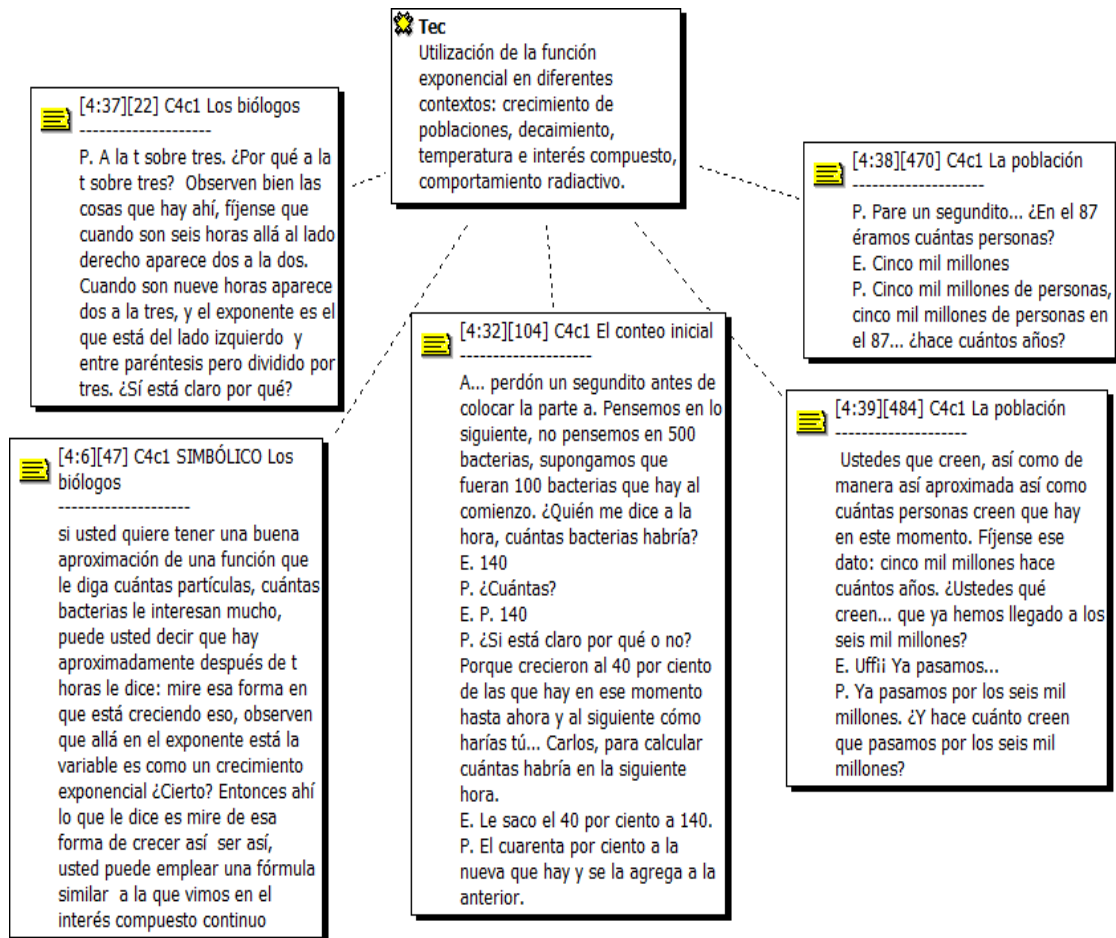 Tec
Utilización de la función
exponencial en diferentes
contextos: crecimiento de
poblaciones, decaimiento,
temperatura e interés compuesto,
comportamiento radiactivo.
[4:37][22] C4c1 Los biólogos
--------------------
P. A la t sobre tres. ¿Por qué a la
t sobre tres?  Observen bien las
cosas que hay ahí, fíjense que
cuando son seis horas allá al lado
derecho aparece dos a la dos.
Cuando son nueve horas aparece
dos a la tres, y el exponente es el
que está del lado izquierdo  y
entre paréntesis pero dividido por
tres. ¿Sí está claro por qué?
[4:38][470] C4c1 La población
--------------------
P. Pare un segundito... ¿En el 87
éramos cuántas personas?
E. Cinco mil millones
P. Cinco mil millones de personas,
cinco mil millones de personas en
el 87... ¿hace cuántos años?
[4:6][47] C4c1 SIMBÓLICO Los
biólogos
--------------------
si usted quiere tener una buena
aproximación de una función que
le diga cuántas partículas, cuántas
bacterias le interesan mucho,
puede usted decir que hay
aproximadamente después de t
horas le dice: mire esa forma en
que está creciendo eso, observen
que allá en el exponente está la
variable es como un crecimiento
exponencial ¿Cierto? Entonces ahí
lo que le dice es mire de esa
forma de crecer así  ser así,
usted puede emplear una fórmula
similar  a la que vimos en el
interés compuesto continuo
[4:32][104] C4c1 El conteo inicial
--------------------
A... perdón un segundito antes de
colocar la parte a. Pensemos en lo
siguiente, no pensemos en 500
bacterias, supongamos que
fueran 100 bacterias que hay al
comienzo. ¿Quién me dice a la
hora, cuántas bacterias habría?
E. 140
P. ¿Cuántas?
E. P. 140
P. ¿Si está claro por qué o no?
Porque crecieron al 40 por ciento
de las que hay en ese momento
hasta ahora y al siguiente cómo
harías tú... Carlos, para calcular
cuántas habría en la siguiente
hora.
E. Le saco el 40 por ciento a 140.
P. El cuarenta por ciento a la
nueva que hay y se la agrega a la
anterior.
[4:39][484] C4c1 La población
--------------------
Ustedes que creen, así como de
manera así aproximada así como
cuántas personas creen que hay
en este momento. Fíjense ese
dato: cinco mil millones hace
cuántos años. ¿Ustedes qué
creen... que ya hemos llegado a los
seis mil millones?
E. Uffi¡ Ya pasamos...
P. Ya pasamos por los seis mil
millones. ¿Y hace cuánto creen
que pasamos por los seis mil
millones?